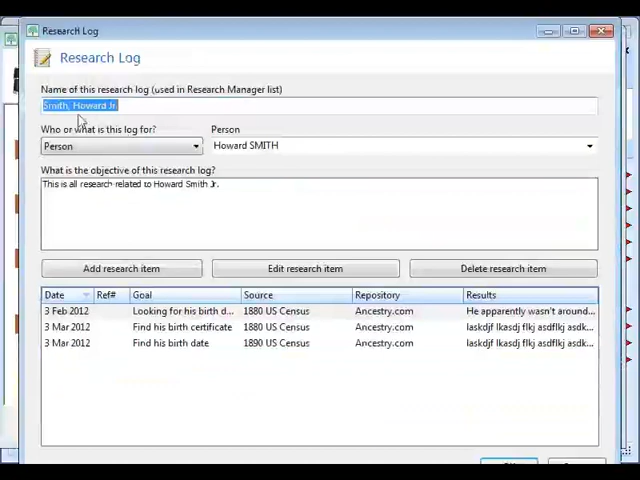 Research Log
Research Log
Name of this research log (used in Research Manager list)
Smith, Howard Jr.
Who or what is this log for? Person
Person Howard SMITH
What is the objective of this research log?
This is all research related to Howard Smith Jr.
Add research item Edit research item Delete research item
Date Ref# Goal Source Repository Results
3 Feb 2012 Looking for his birth d... 1880 US Census Ancestry.com He apparently wasn't around...
3 Mar 2012 Find his birth certificate 1880 US Census Ancestry.com laskdjf lkasdj flkj asdflkj asdk...
3 Mar 2012 Find his birth date 1890 US Census Ancestry.com laskdjf lkasdj flkj asdflkj asdk...